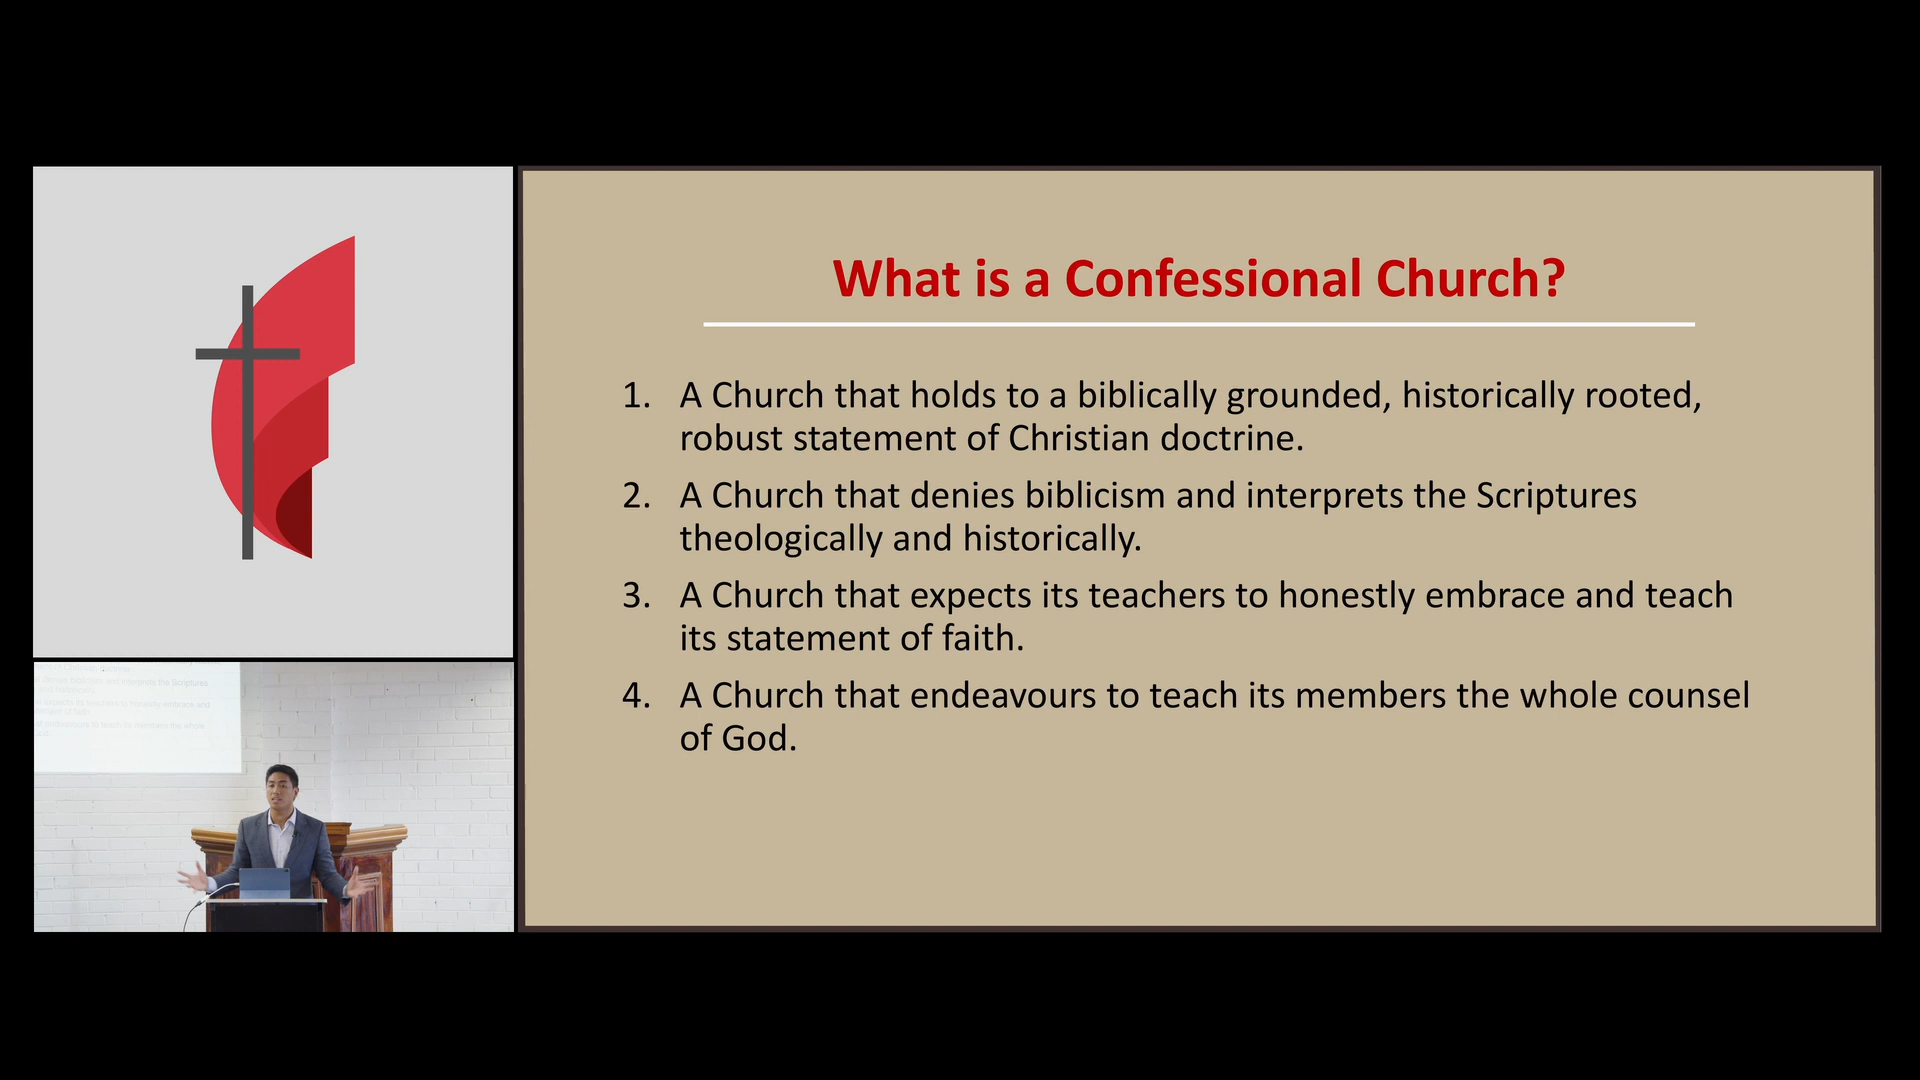 What is a Confessional Church?
1. A Church that holds to a biblically grounded, historically rooted,
robust statement of Christian doctrine.
2. A Church that denies biblicism and interprets the Scriptures
theologically and historically.
3. A Church that expects its teachers to honestly embrace and teach
its statement of faith.
4. A Church that endeavours to teach its members the whole counsel
of God.